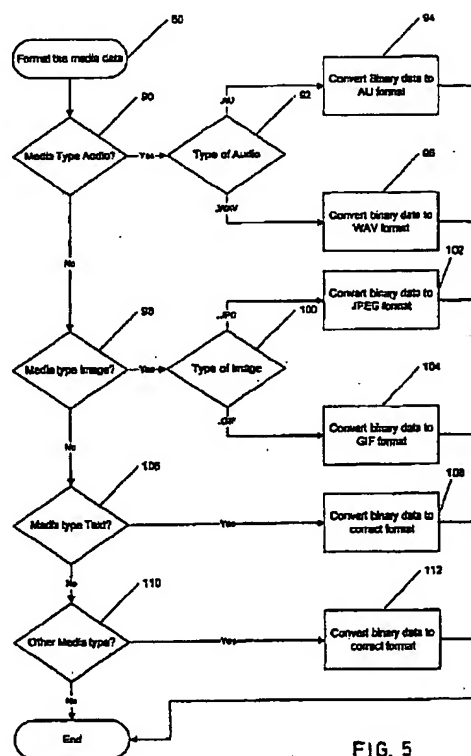 60
Format the media data
90
Media Type Audio?
Yes
92
Type of Audio
.AU
94
Convert Binary data to
AU format
.WAV
96
Convert binary data to
WAV format
No
98
Media type Image?
Yes
100
Type of Image
.JPG
102
Convert binary data to
JPEG format
.GIF
104
Convert binary data to
GIF format
No
106
Media type Text?
Yes
108
Convert binary data to
correct format
No
110
Other Media type?
Yes
112
Convert binary data to
correct format
No
End
FIG. 5